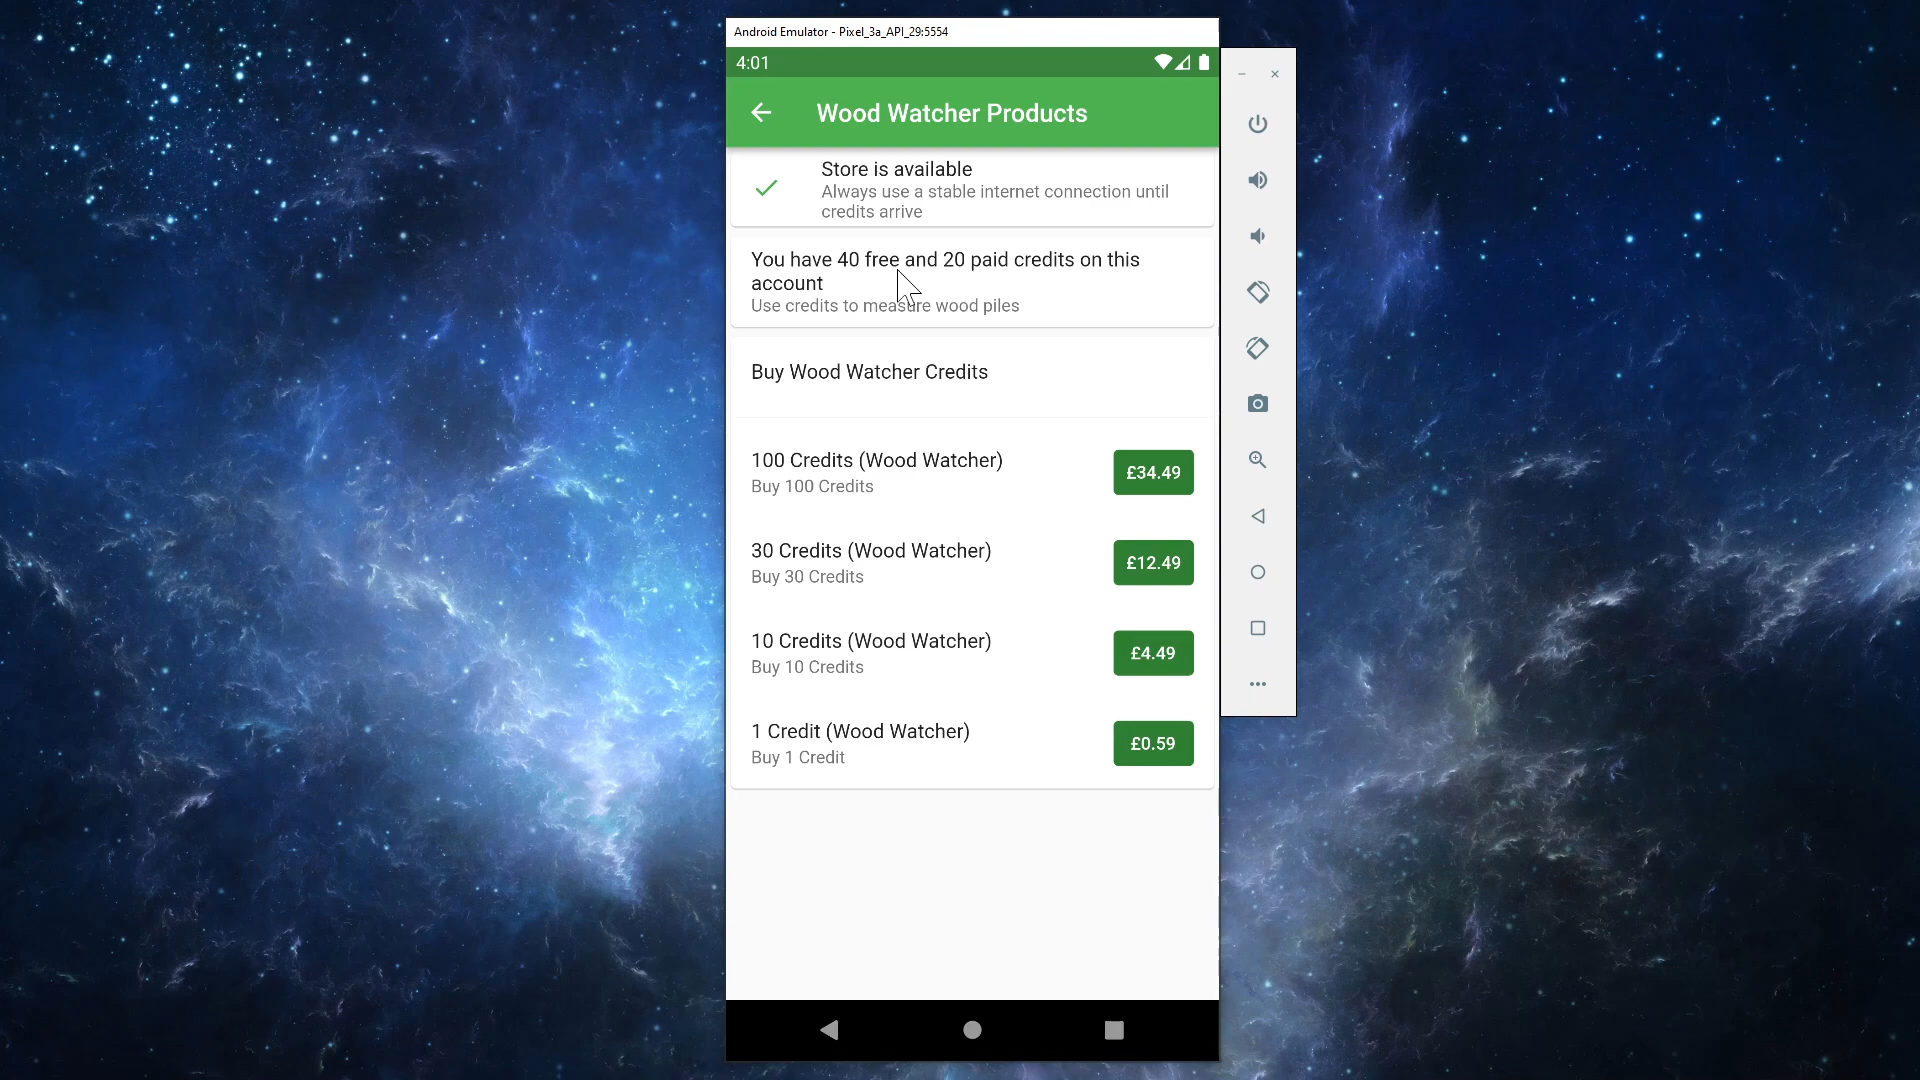 Android Emulator - Pixel_3a_API_29:5554
4:01
Wood Watcher Products
Store is available
Always use a stable internet connection until
credits arrive
You have 40 free and 20 paid credits on this
account
Use credits to measure wood piles
Buy Wood Watcher Credits
100 Credits (Wood Watcher)
Buy 100 Credits
£34.49
30 Credits (Wood Watcher)
Buy 30 Credits
£12.49
10 Credits (Wood Watcher)
Buy 10 Credits
£4.49
1 Credit (Wood Watcher)
Buy 1 Credit
£0.59